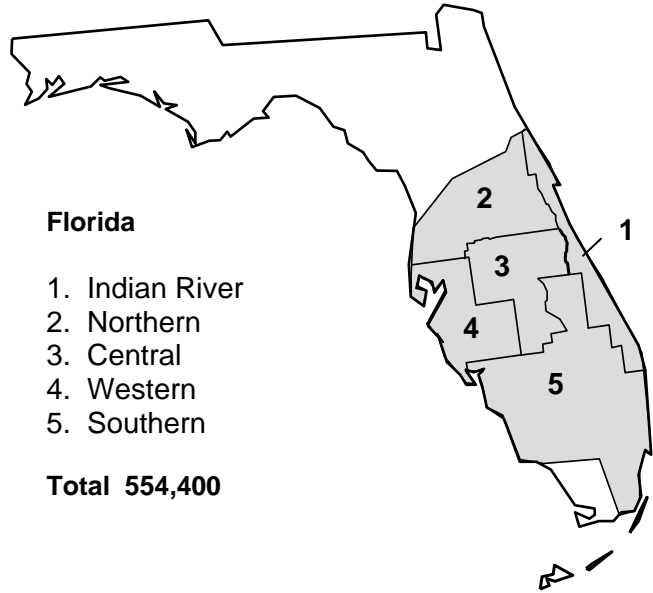 2
1
Florida
3
1. Indian River
2. Northern
4
3. Central
4. Western
5
5. Southern
Total 554,400